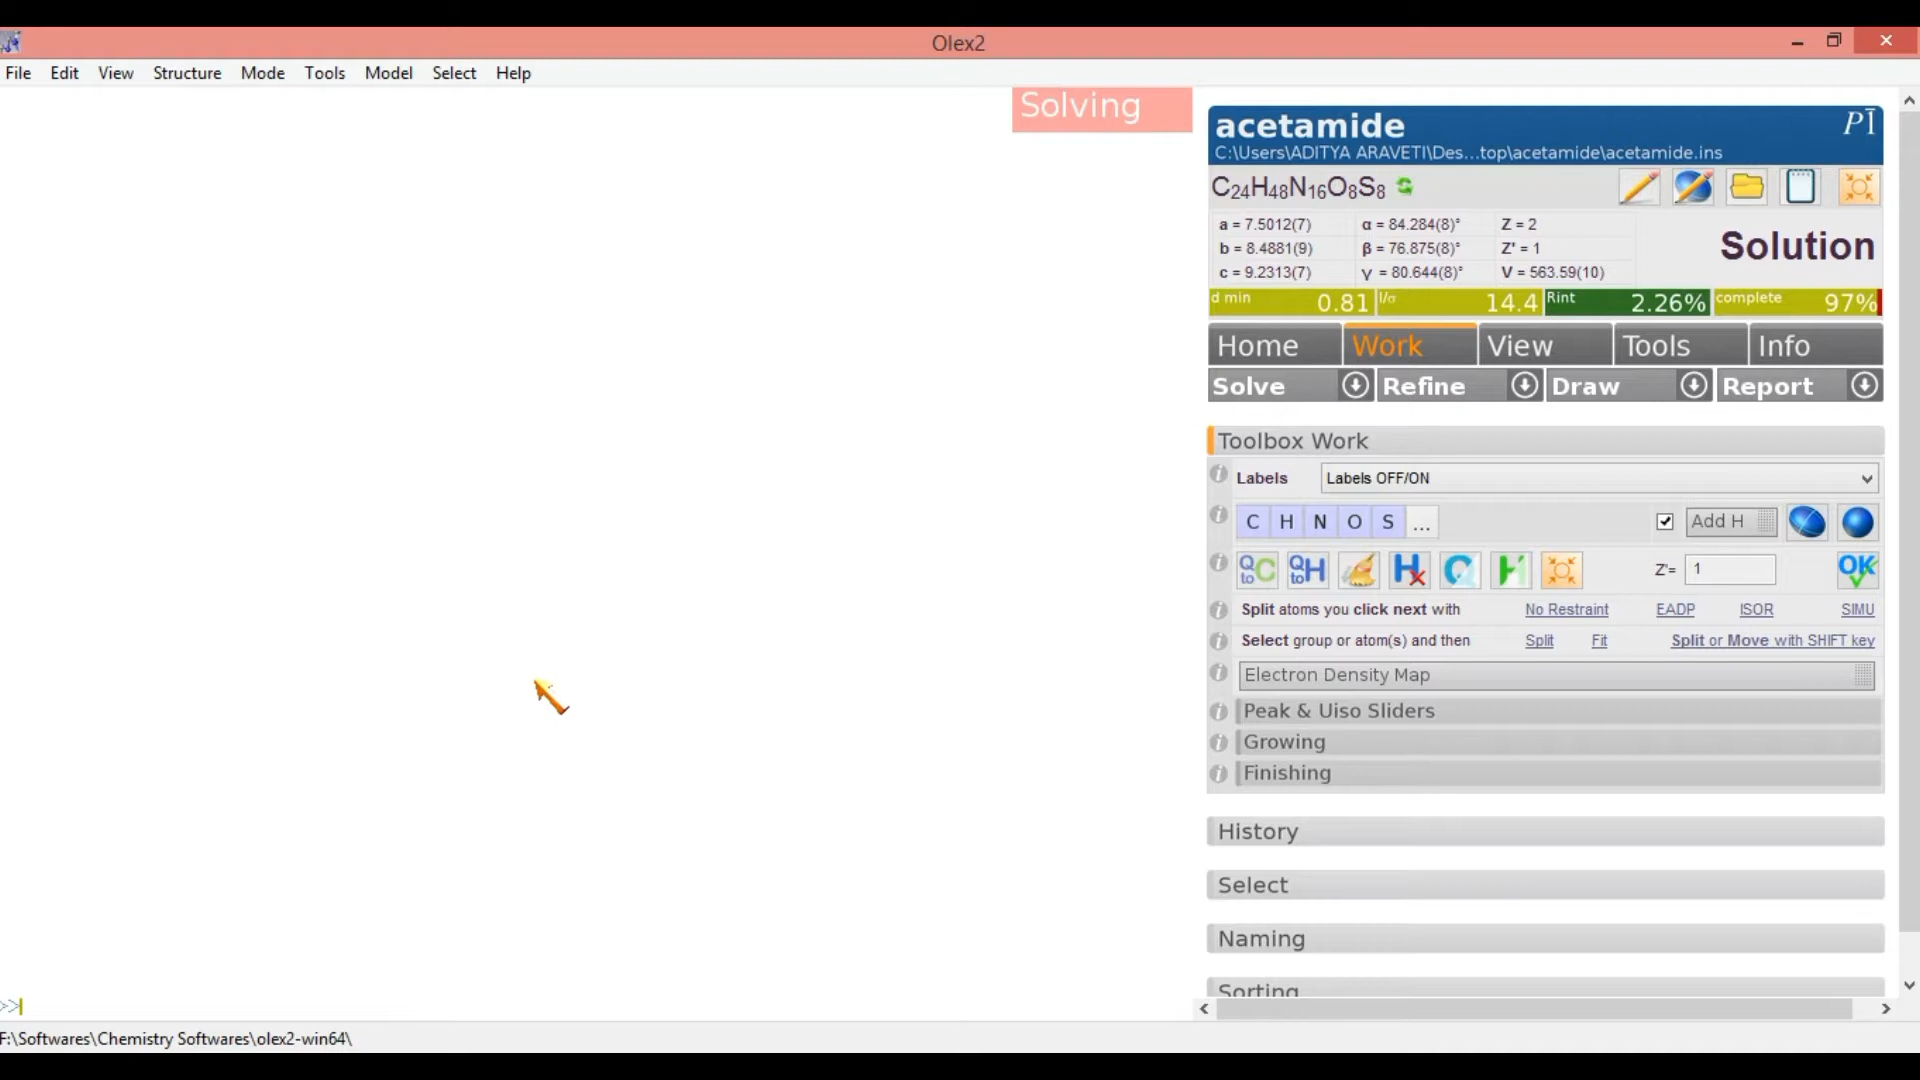 Olex2
File Edit View Structure Mode Tools Model Select Help
Solving
acetamide P1̄
C:\Users\ADITYA ARAVETI\Des...top\acetamide\acetamide.ins
C24H48N16O8S8
a = 7.5012(7) α = 84.284(8)° Z = 2
b = 8.4881(9) β = 76.875(8)° Z' = 1
c = 9.2313(7) γ = 80.644(8)° V = 563.59(10)
Solution
d min 0.81 I/σ 14.4 Rint 2.26% complete 97%
Home Work View Tools Info
Solve Refine Draw Report
Toolbox Work
Labels Labels OFF/ON
C H N O S ... Add H
Q to C Q to H H Z'= 1 OK
Split atoms you click next with No Restraint EADP ISOR SIMU
Select group or atom(s) and then Split Fit Split or Move with SHIFT key
Electron Density Map
Peak & Uiso Sliders
Growing
Finishing
History
Select
Naming
Sorting
>>
F:\Softwares\Chemistry Softwares\olex2-win64\